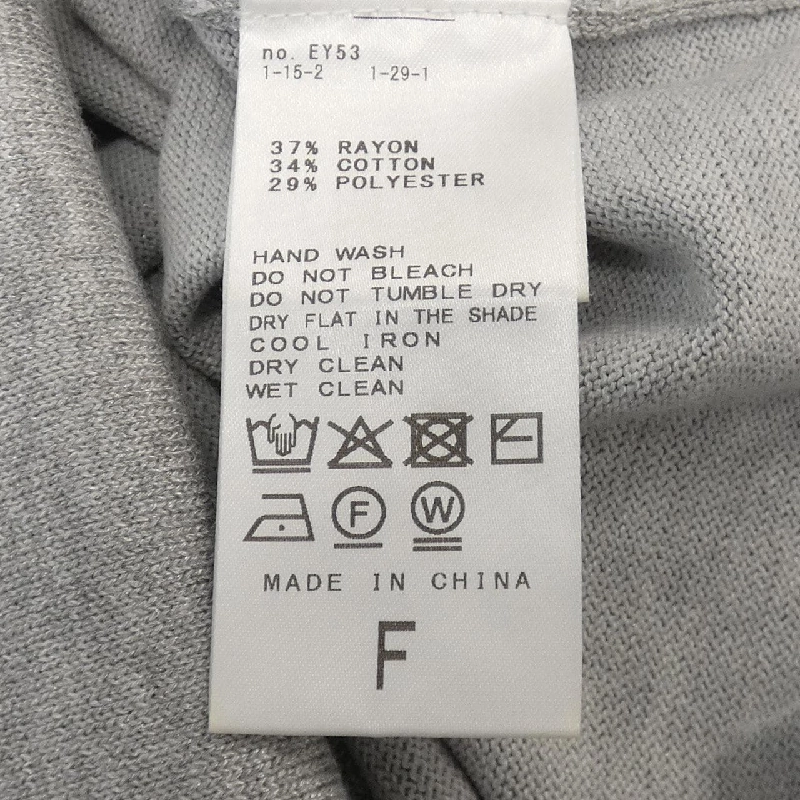 no. EY53
1-15-2 1-29-1
37% RAYON
34% COTTON
29% POLYESTER
HAND WASH
DO NOT BLEACH
DO NOT TUMBLE DRY
DRY FLAT IN THE SHADE
COOL IRON
DRY CLEAN
WET CLEAN
F W
MADE IN CHINA
F